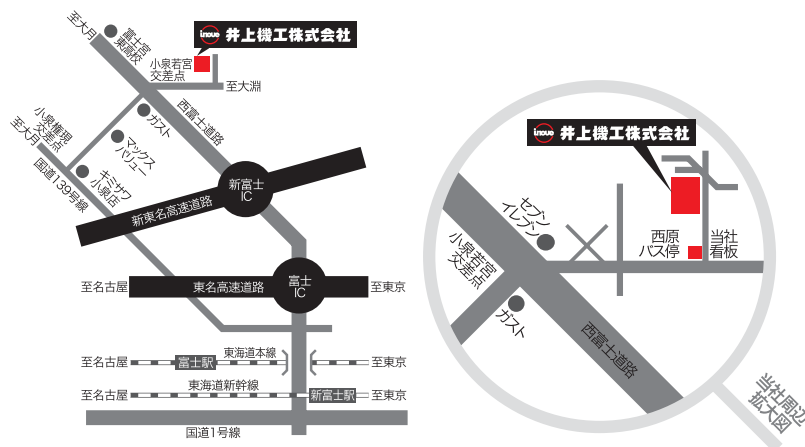 至大月
富士宮
東高校
inoue 井上機工株式会社
小泉若宮
交差点
至大淵
西富士道路
ガスト
マックス
バリュー
小泉権現
交差点
至大月
キミサワ
小泉店
国道139号線
新富士
IC
新東名高速道路
至名古屋
東名高速道路
富士
IC
至東京
至名古屋
富士駅
東海道本線
至東京
至名古屋
東海道新幹線
新富士駅
至東京
国道1号線
inoue 井上機工株式会社
セブン
イレブン
小泉若宮
交差点
西原
バス停
当社
看板
ガスト
西富士道路
当社周辺
拡大図